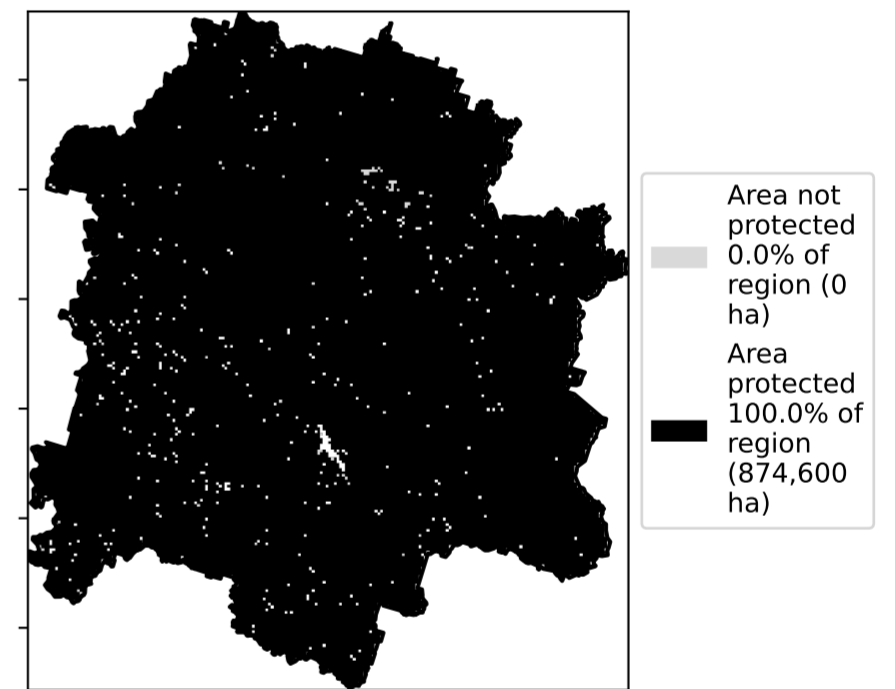 Area not
protected
0.0% of
region (0
ha)
Area
protected
100.0% of
region
(874,600
ha)